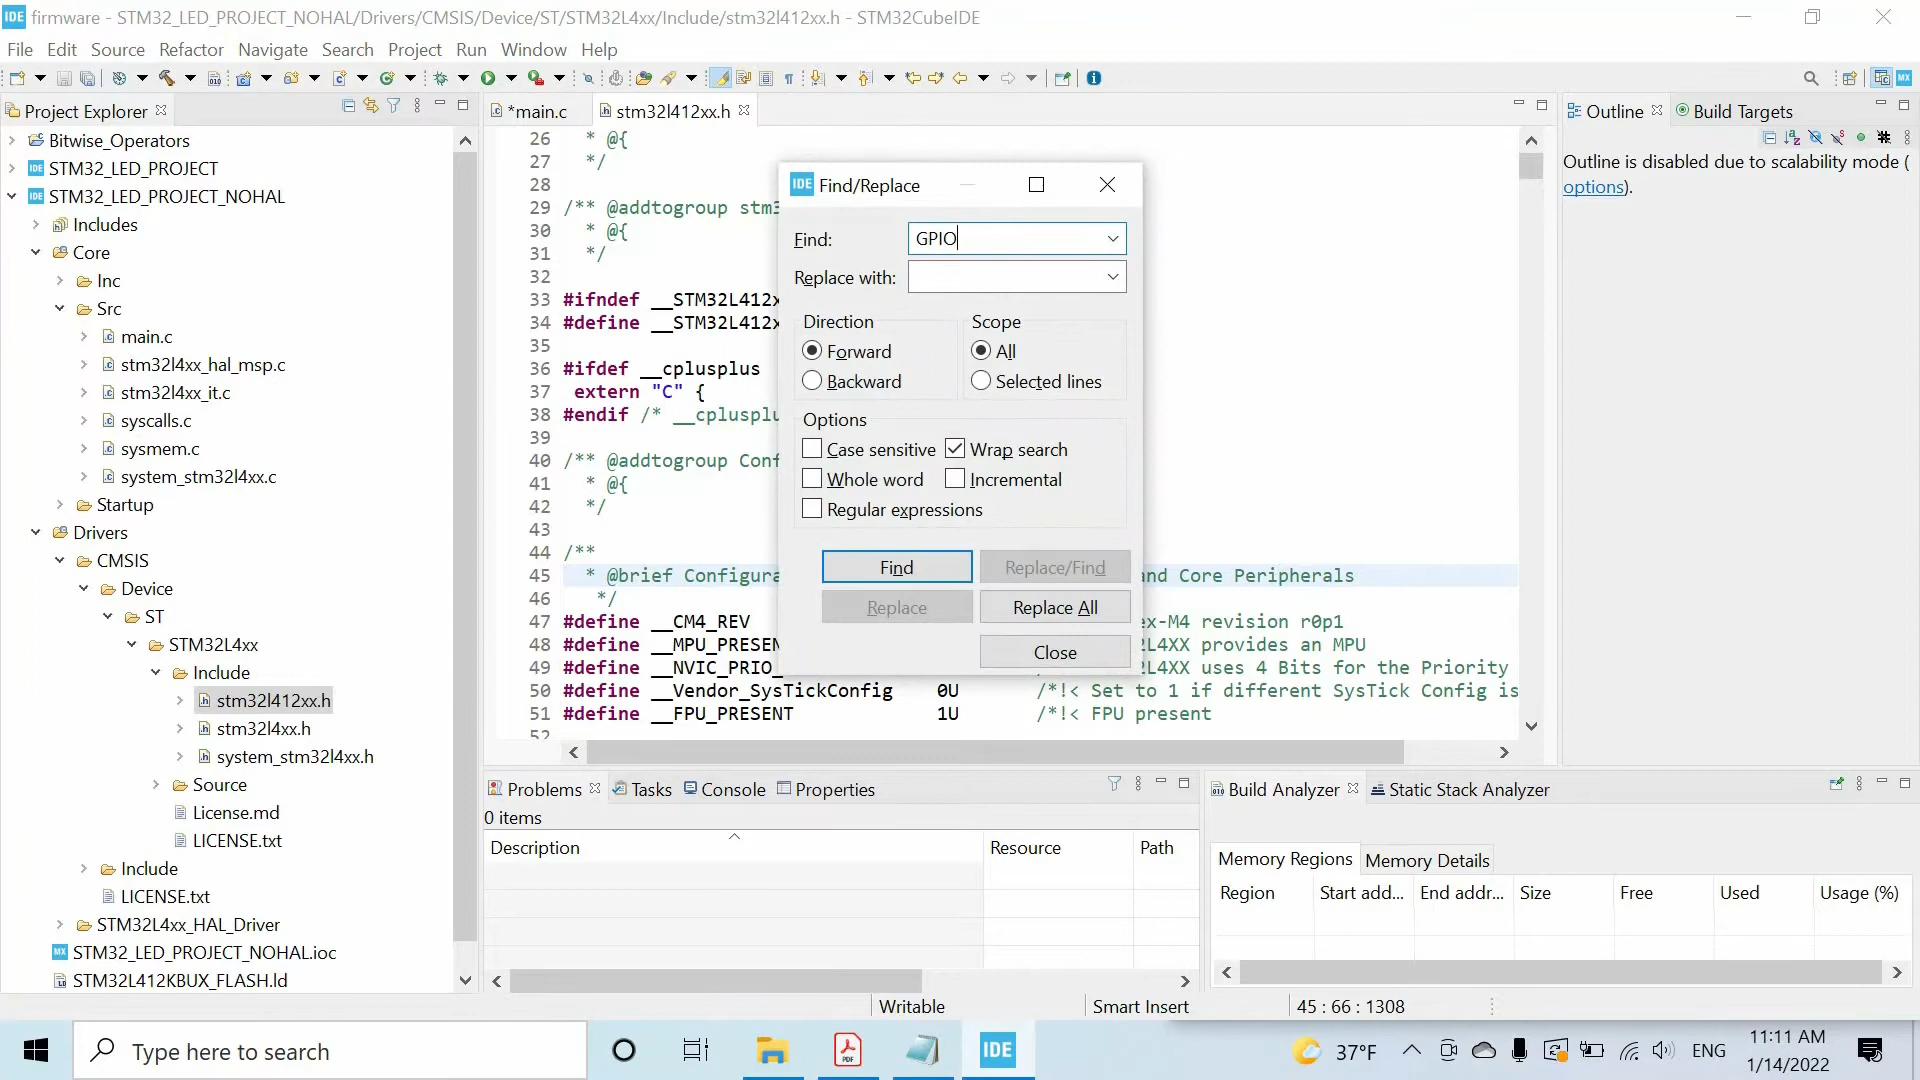 IDE firmware - STM32_LED_PROJECT_NOHAL/Drivers/CMSIS/Device/ST/STM32L4xx/Include/stm32l412xx.h - STM32CubeIDE
File Edit Source Refactor Navigate Search Project Run Window Help
Project Explorer
Bitwise_Operators
STM32_LED_PROJECT
STM32_LED_PROJECT_NOHAL
Includes
Core
Inc
Src
main.c
stm32l4xx_hal_msp.c
stm32l4xx_it.c
syscalls.c
sysmem.c
system_stm32l4xx.c
Startup
Drivers
CMSIS
Device
ST
STM32L4xx
Include
stm32l412xx.h
stm32l4xx.h
system_stm32l4xx.h
Source
License.md
LICENSE.txt
Include
LICENSE.txt
STM32L4xx_HAL_Driver
STM32_LED_PROJECT_NOHAL.ioc
STM32L412KBUX_FLASH.ld
*main.c stm32l412xx.h
26 * @{
27 */
28
29 /** @addtogroup stm3
30 * @{
31 */
32
33 #ifndef __STM32L412x
34 #define __STM32L412x
35
36 #ifdef __cplusplus
37 extern "C" {
38 #endif /* __cplusplu
39
40 /** @addtogroup Conf
41 * @{
42 */
43
44 /**
45 * @brief Configura nd Core Peripherals
46 */
47 #define __CM4_REV ex-M4 revision r0p1
48 #define __MPU_PRESEN 2L4XX provides an MPU
49 #define __NVIC_PRIO_ 2L4XX uses 4 Bits for the Priority
50 #define __Vendor_SysTickConfig 0U /*!< Set to 1 if different SysTick Config is
51 #define __FPU_PRESENT 1U /*!< FPU present
52
IDE Find/Replace
Find: GPIO
Replace with:
Direction Scope
Forward All
Backward Selected lines
Options
Case sensitive Wrap search
Whole word Incremental
Regular expressions
Find Replace/Find
Replace Replace All
Close
Outline Build Targets
Outline is disabled due to scalability mode (
options).
Problems Tasks Console Properties
0 items
Description Resource Path
Build Analyzer Static Stack Analyzer
Memory Regions Memory Details
Region Start add... End addr... Size Free Used Usage (%)
Writable Smart Insert 45 : 66 : 1308
Type here to search
IDE
37°F ENG
11:11 AM
1/14/2022